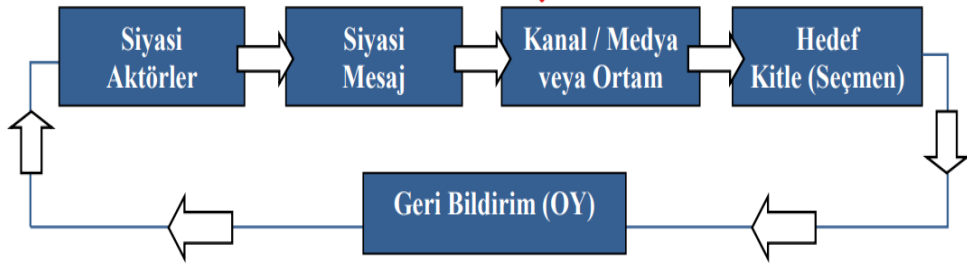 Siyasi
Aktörler
Siyasi
Mesaj
Kanal / Medya
veya Ortam
Hedef
Kitle (Seçmen)
Geri Bildirim (OY)